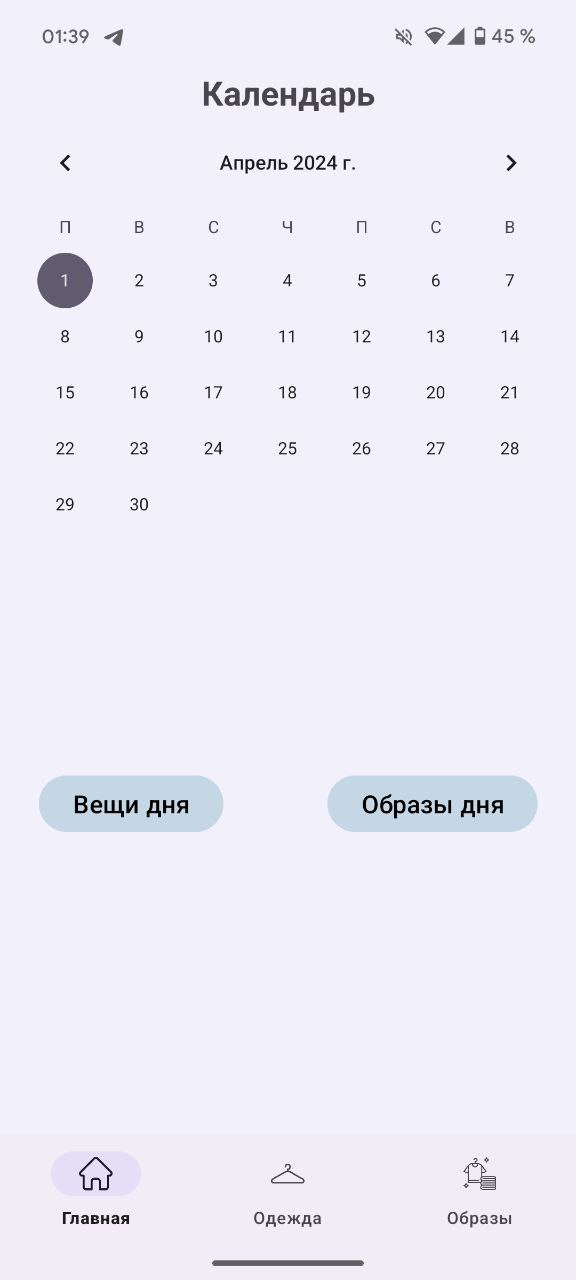 01:39 45 %
Календарь
Апрель 2024 г.
П В С Ч П С В
1 2 3 4 5 6 7
8 9 10 11 12 13 14
15 16 17 18 19 20 21
22 23 24 25 26 27 28
29 30
Вещи дня Образы дня
Главная Одежда Образы